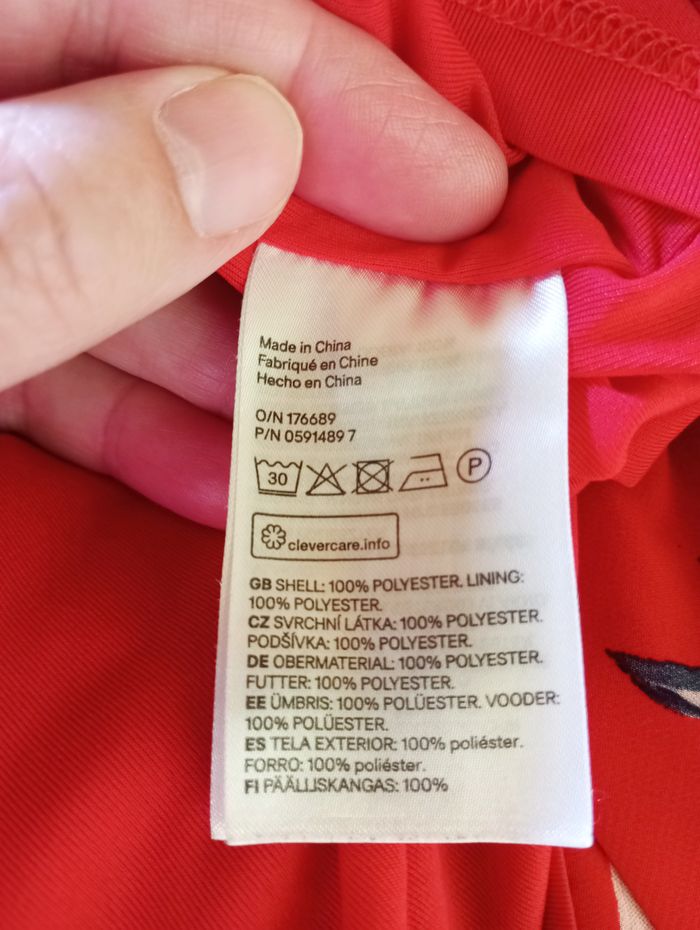 Made in China
Fabriqué en Chine
Hecho en China
O/N 176689
P/N 0591489 7
30 P
clevercare.info
GB SHELL: 100% POLYESTER. LINING:
100% POLYESTER.
CZ SVRCHNÍ LÁTKA: 100% POLYESTER.
PODŠÍVKA: 100% POLYESTER.
DE OBERMATERIAL: 100% POLYESTER.
FUTTER: 100% POLYESTER.
EE ÜMBRIS: 100% POLÜESTER. VOODER:
100% POLÜESTER.
ES TELA EXTERIOR: 100% poliéster.
FORRO: 100% poliéster.
FI PÄÄLLISKANGAS: 100%